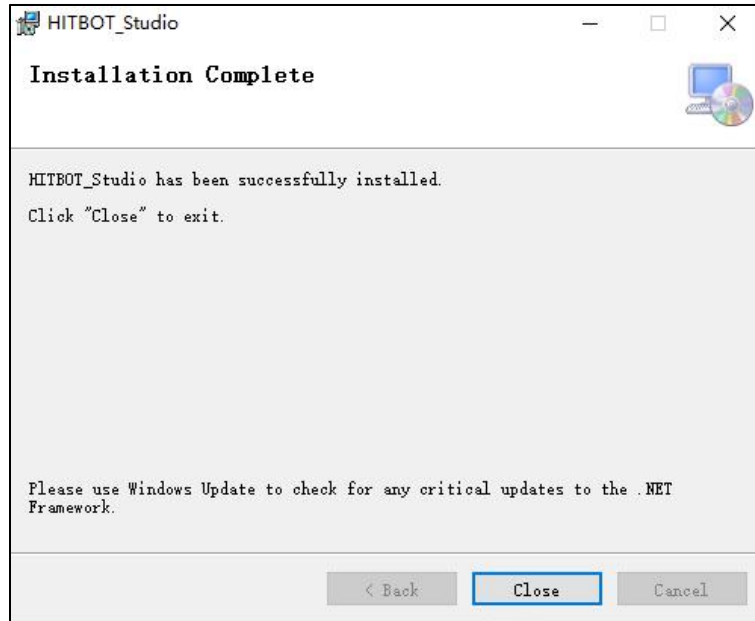 HITBOT_Studio
Installation Complete
HITBOT_Studio has been successfully installed.
Click "Close" to exit.
Please use Windows Update to check for any critical updates to the .NET
Framework.
< Back
Close
Cancel